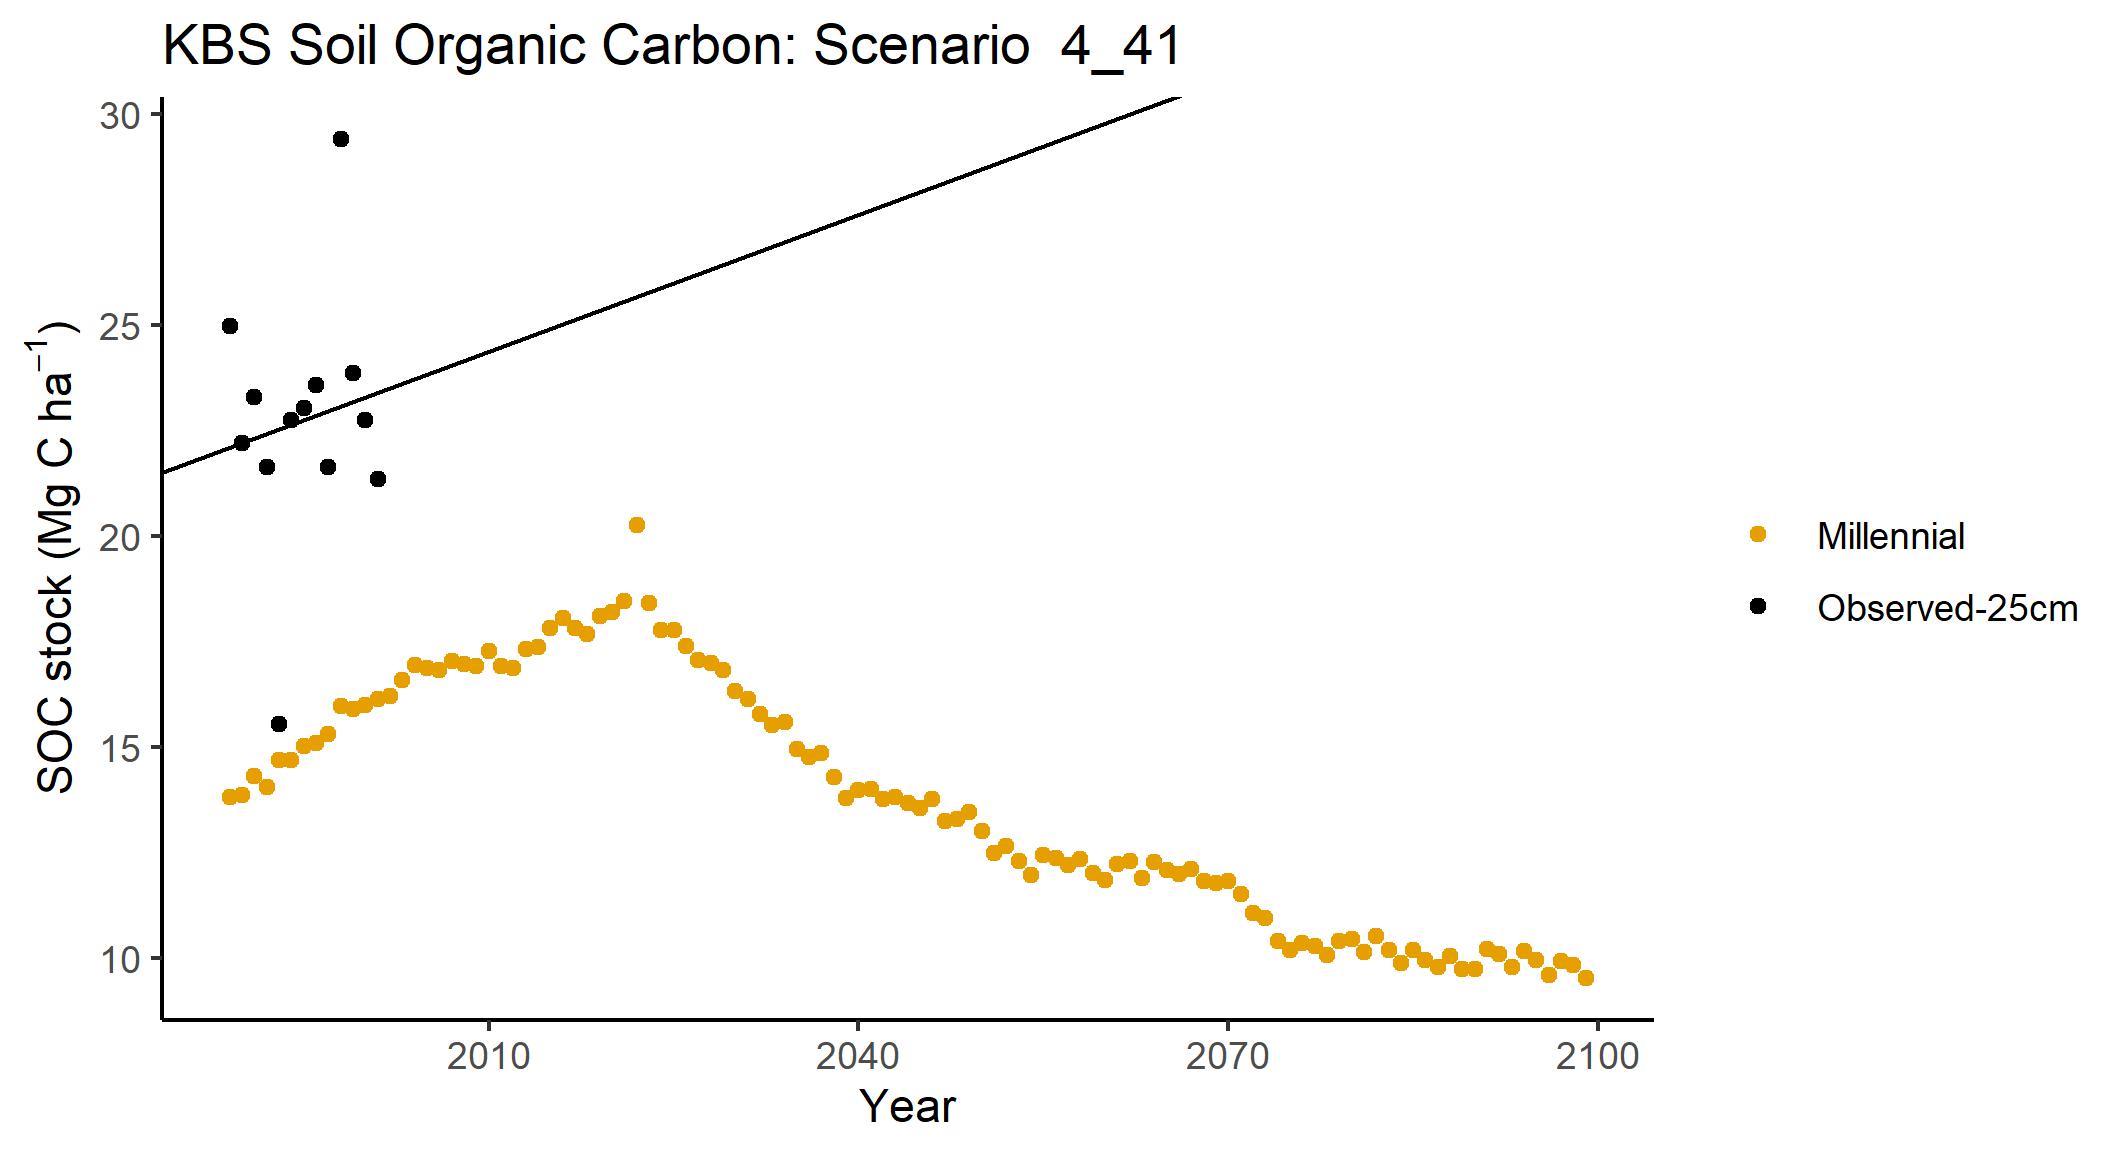 KBS Soil Organic Carbon: Scenario  4_41
SOC stock (Mg C ha⁻¹)
30
25
20
15
10
2010
2040
2070
2100
Year
Millennial
Observed-25cm